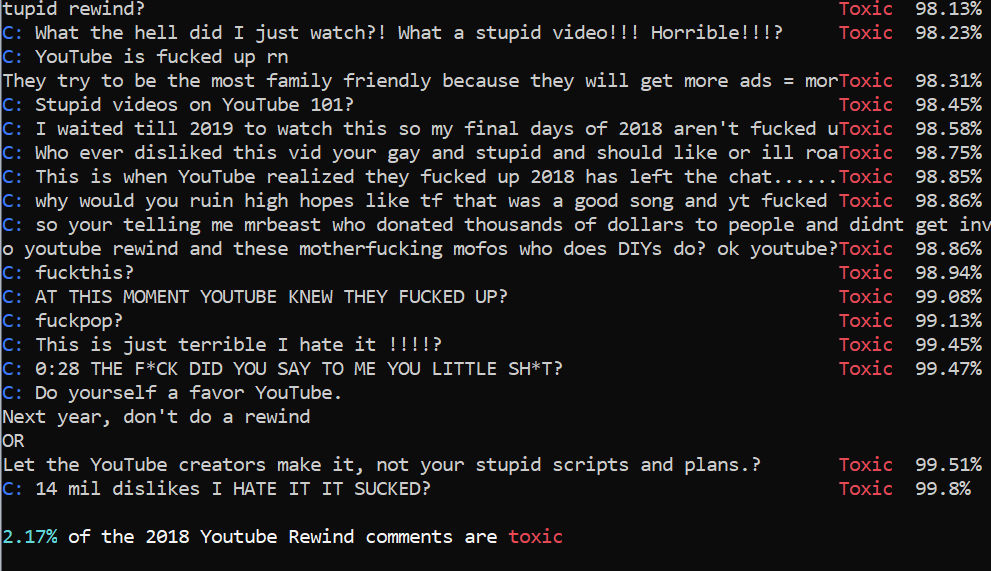 tupid rewind? Toxic 98.13%
C: What the hell did I just watch?! What a stupid video!!! Horrible!!!? Toxic 98.23%
C: YouTube is fucked up rn
They try to be the most family friendly because they will get more ads = morToxic 98.31%
C: Stupid videos on YouTube 101? Toxic 98.45%
C: I waited till 2019 to watch this so my final days of 2018 aren't fucked uToxic 98.58%
C: Who ever disliked this vid your gay and stupid and should like or ill roaToxic 98.75%
C: This is when YouTube realized they fucked up 2018 has left the chat......Toxic 98.85%
C: why would you ruin high hopes like tf that was a good song and yt fucked Toxic 98.86%
C: so your telling me mrbeast who donated thousands of dollars to people and didnt get inv
o youtube rewind and these motherfucking mofos who does DIYs do? ok youtube?Toxic 98.86%
C: fuckthis? Toxic 98.94%
C: AT THIS MOMENT YOUTUBE KNEW THEY FUCKED UP? Toxic 99.08%
C: fuckpop? Toxic 99.13%
C: This is just terrible I hate it !!!!? Toxic 99.45%
C: 0:28 THE F*CK DID YOU SAY TO ME YOU LITTLE SH*T? Toxic 99.47%
C: Do yourself a favor YouTube.
Next year, don't do a rewind
OR
Let the YouTube creators make it, not your stupid scripts and plans.? Toxic 99.51%
C: 14 mil dislikes I HATE IT IT SUCKED? Toxic 99.8%
2.17% of the 2018 Youtube Rewind comments are toxic